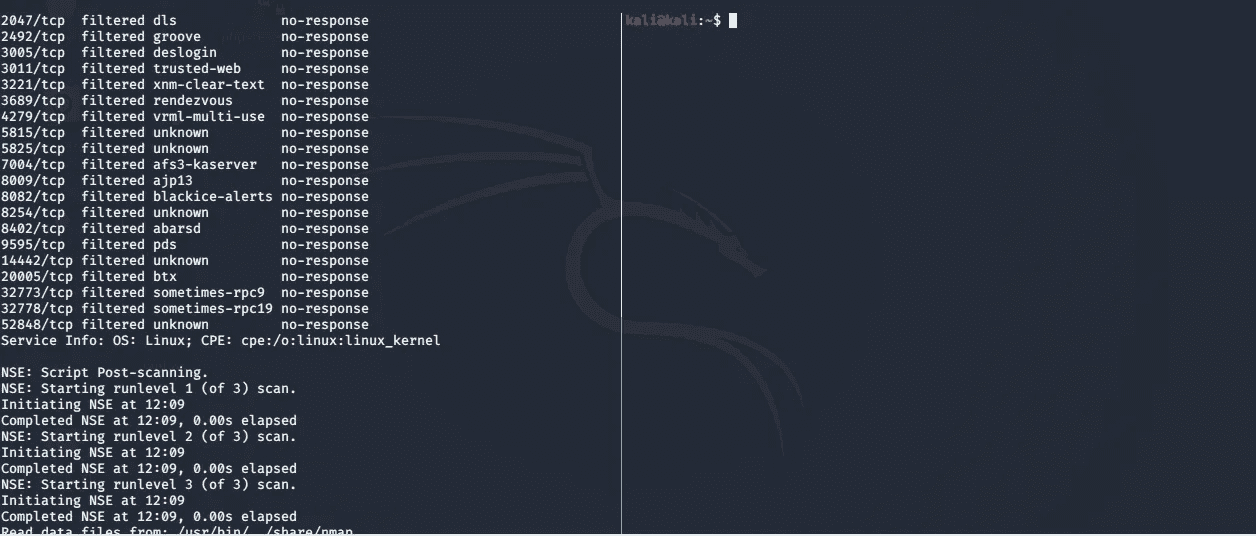 2047/tcp  filtered dls             no-response
2492/tcp  filtered groove          no-response
3005/tcp  filtered deslogin        no-response
3011/tcp  filtered trusted-web     no-response
3221/tcp  filtered xnm-clear-text  no-response
3689/tcp  filtered rendezvous      no-response
4279/tcp  filtered vrml-multi-use  no-response
5815/tcp  filtered unknown         no-response
5825/tcp  filtered unknown         no-response
7004/tcp  filtered afs3-kaserver   no-response
8009/tcp  filtered ajp13           no-response
8082/tcp  filtered blackice-alerts no-response
8254/tcp  filtered unknown         no-response
8402/tcp  filtered abarsd          no-response
9595/tcp  filtered pds             no-response
14442/tcp filtered unknown         no-response
20005/tcp filtered btx             no-response
32773/tcp filtered sometimes-rpc9  no-response
32778/tcp filtered sometimes-rpc19 no-response
52848/tcp filtered unknown         no-response
Service Info: OS: Linux; CPE: cpe:/o:linux:linux_kernel
NSE: Script Post-scanning.
NSE: Starting runlevel 1 (of 3) scan.
Initiating NSE at 12:09
Completed NSE at 12:09, 0.00s elapsed
NSE: Starting runlevel 2 (of 3) scan.
Initiating NSE at 12:09
Completed NSE at 12:09, 0.00s elapsed
NSE: Starting runlevel 3 (of 3) scan.
Initiating NSE at 12:09
Completed NSE at 12:09, 0.00s elapsed
Read data files from: /usr/bin/../share/nmap
kali@kali:~$